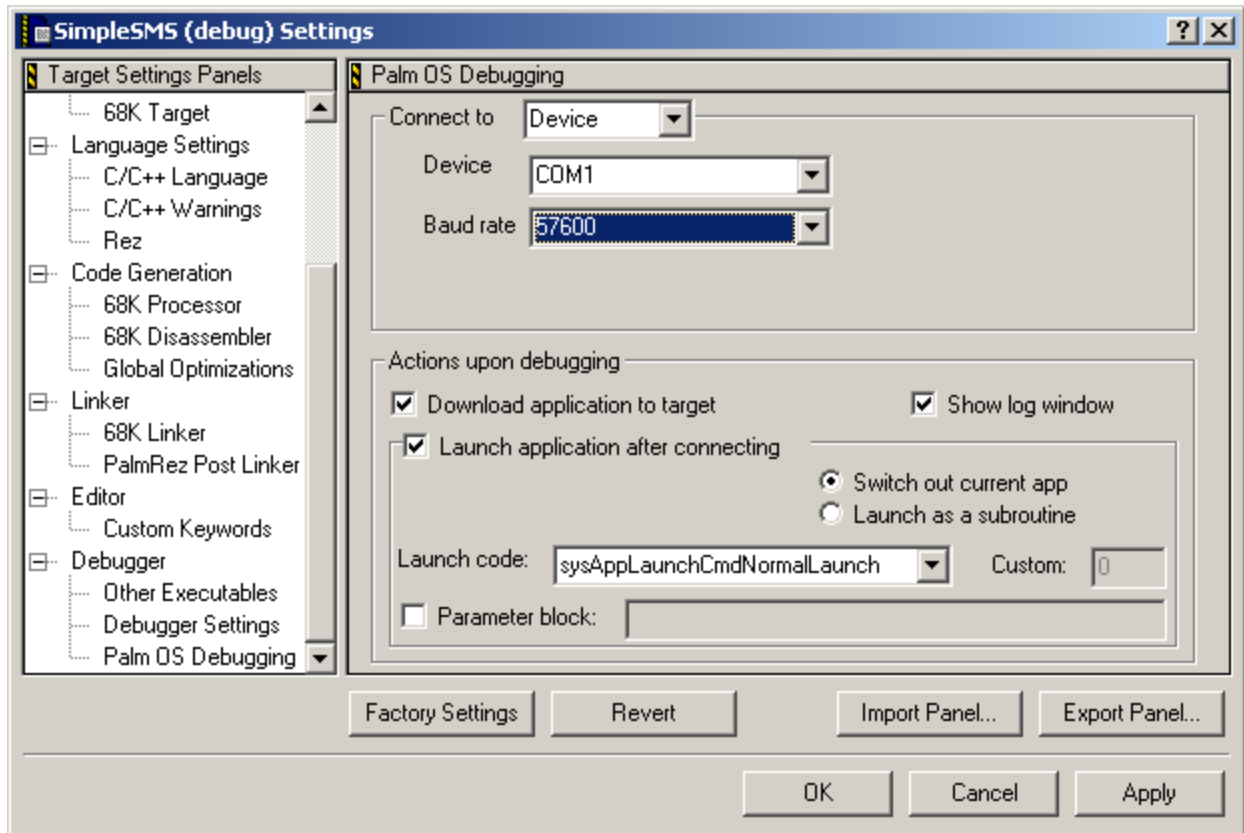 SimpleSMS (debug) Settings
Target Settings Panels
68K Target
Language Settings
C/C++ Language
C/C++ Warnings
Rez
Code Generation
68K Processor
68K Disassembler
Global Optimizations
Linker
68K Linker
PalmRez Post Linker
Editor
Custom Keywords
Debugger
Other Executables
Debugger Settings
Palm OS Debugging
Palm OS Debugging
Connect to Device
Device COM1
Baud rate 57600
Actions upon debugging
Download application to target Show log window
Launch application after connecting
Switch out current app
Launch as a subroutine
Launch code: sysAppLaunchCmdNormalLaunch Custom: 0
Parameter block:
Factory Settings Revert Import Panel... Export Panel...
OK Cancel Apply